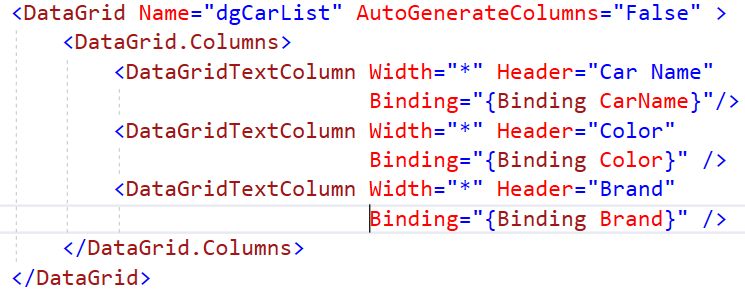 <DataGrid Name="dgCarList" AutoGenerateColumns="False" >
    <DataGrid.Columns>
        <DataGridTextColumn Width="*" Header="Car Name"
                            Binding="{Binding CarName}"/>
        <DataGridTextColumn Width="*" Header="Color"
                            Binding="{Binding Color}" />
        <DataGridTextColumn Width="*" Header="Brand"
                            Binding="{Binding Brand}" />
    </DataGrid.Columns>
</DataGrid>